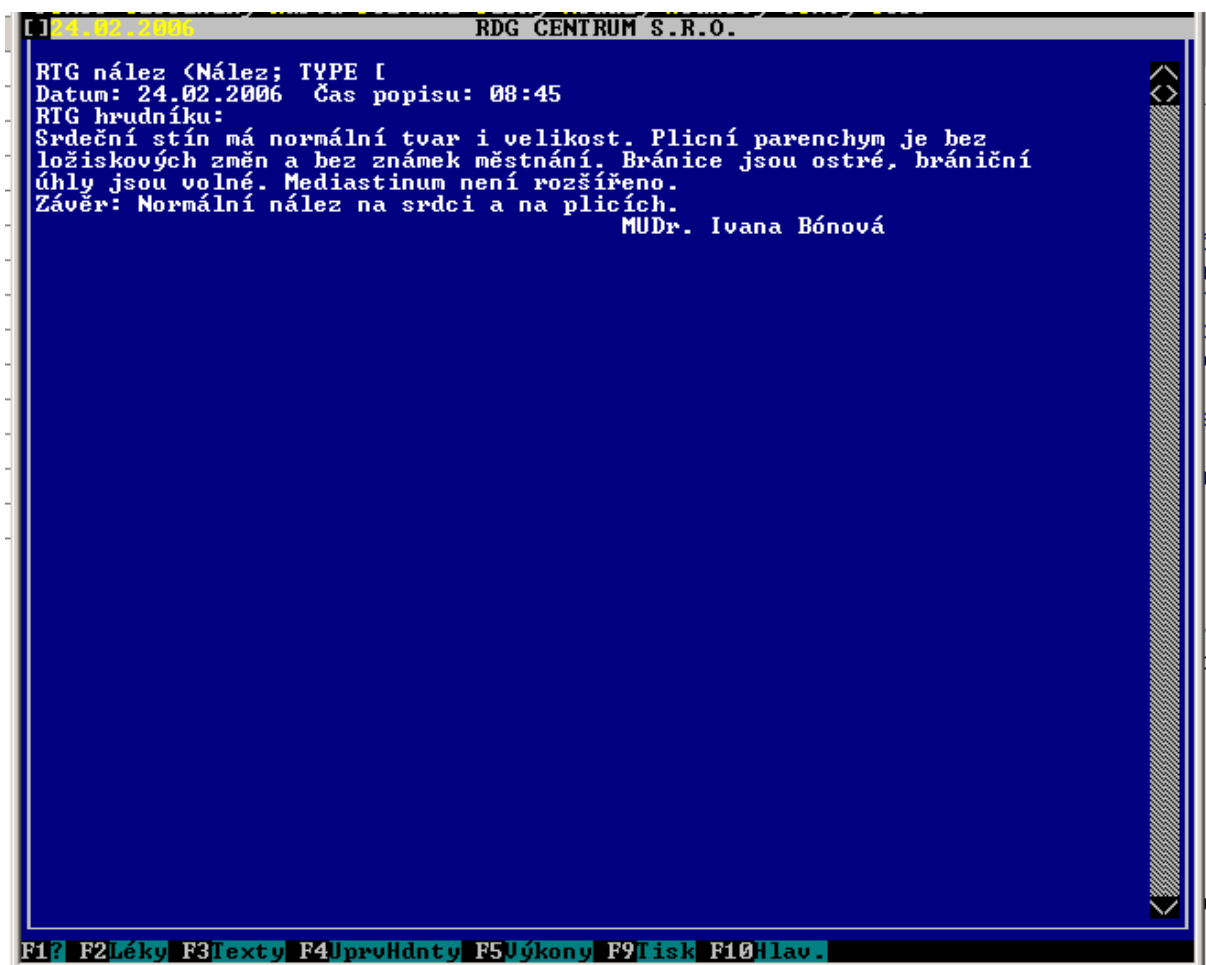 [ ]24.02.2006 RDG CENTRUM S.R.O.
RTG nález (Nález; TYPE [
Datum: 24.02.2006 Čas popisu: 08:45
RTG hrudníku:
Srdeční stín má normální tvar i velikost. Plicní parenchym je bez
ložiskových změn a bez známek městnání. Bránice jsou ostré, brániční
úhly jsou volné. Mediastinum není rozšířeno.
Závěr: Normální nález na srdci a na plicích.
MUDr. Ivana Bónová
F1? F2Léky F3Texty F4UprvHdnty F5Výkony F9Tisk F10Hlav.